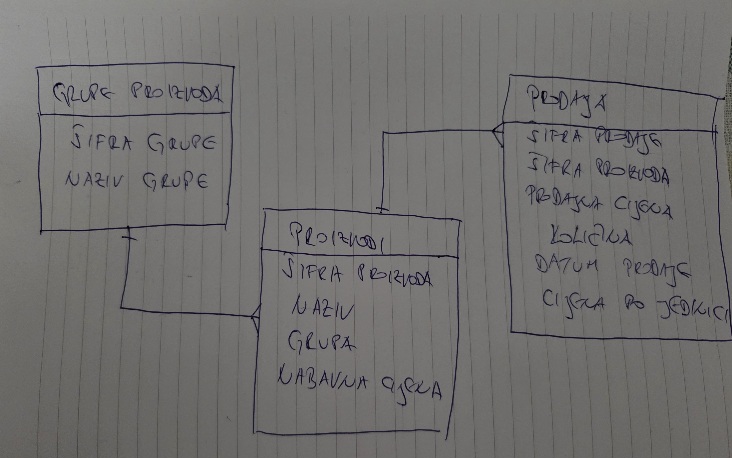 GRUPE PROIZVODA
ŠIFRA GRUPE
NAZIV GRUPE
PROIZVODI
ŠIFRA PROIZVODA
NAZIV
GRUPA
NABAVNA CIJENA
PRODAJA
ŠIFRA PRODAJE
ŠIFRA PROIZVODA
PRODAJNA CIJENA
KOLIČINA
DATUM PRODAJE
CIJENA PO JEDINICI